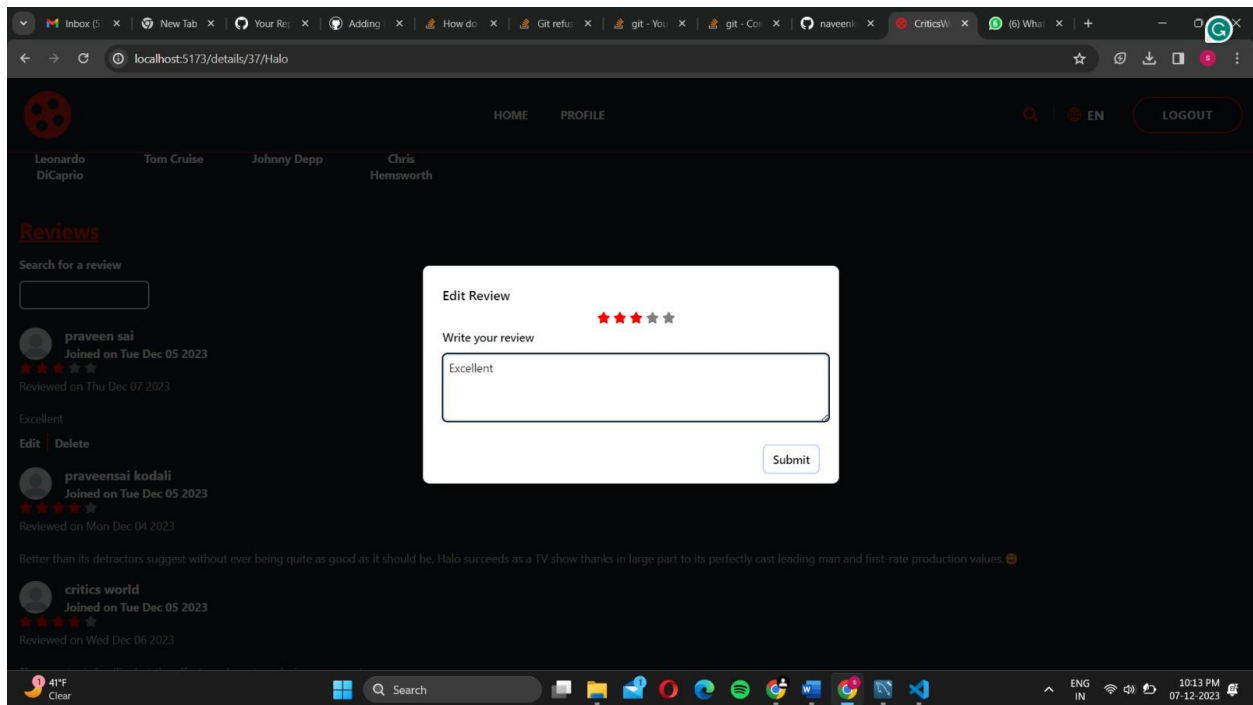 Inbox (5
New Tab
Your Rep
Adding
How do
Git refus
git - You
git - Con
naveenk
CriticsW
(6) What
localhost:5173/details/37/Halo
HOME PROFILE EN LOGOUT
Leonardo DiCaprio
Tom Cruise
Johnny Depp
Chris Hemsworth
Reviews
Search for a review
praveen sai
Joined on Tue Dec 05 2023
Reviewed on Thu Dec 07 2023
Excellent
Edit Delete
praveensai kodali
Joined on Tue Dec 05 2023
Reviewed on Mon Dec 04 2023
Better than its detractors suggest without ever being quite as good as it should be, Halo succeeds as a TV show thanks in large part to its perfectly cast leading man and first-rate production values.😄
critics world
Joined on Tue Dec 05 2023
Reviewed on Wed Dec 06 2023
Edit Review
Write your review
Excellent
Submit
1
41°F
Clear
Search
ENG
IN
10:13 PM
07-12-2023